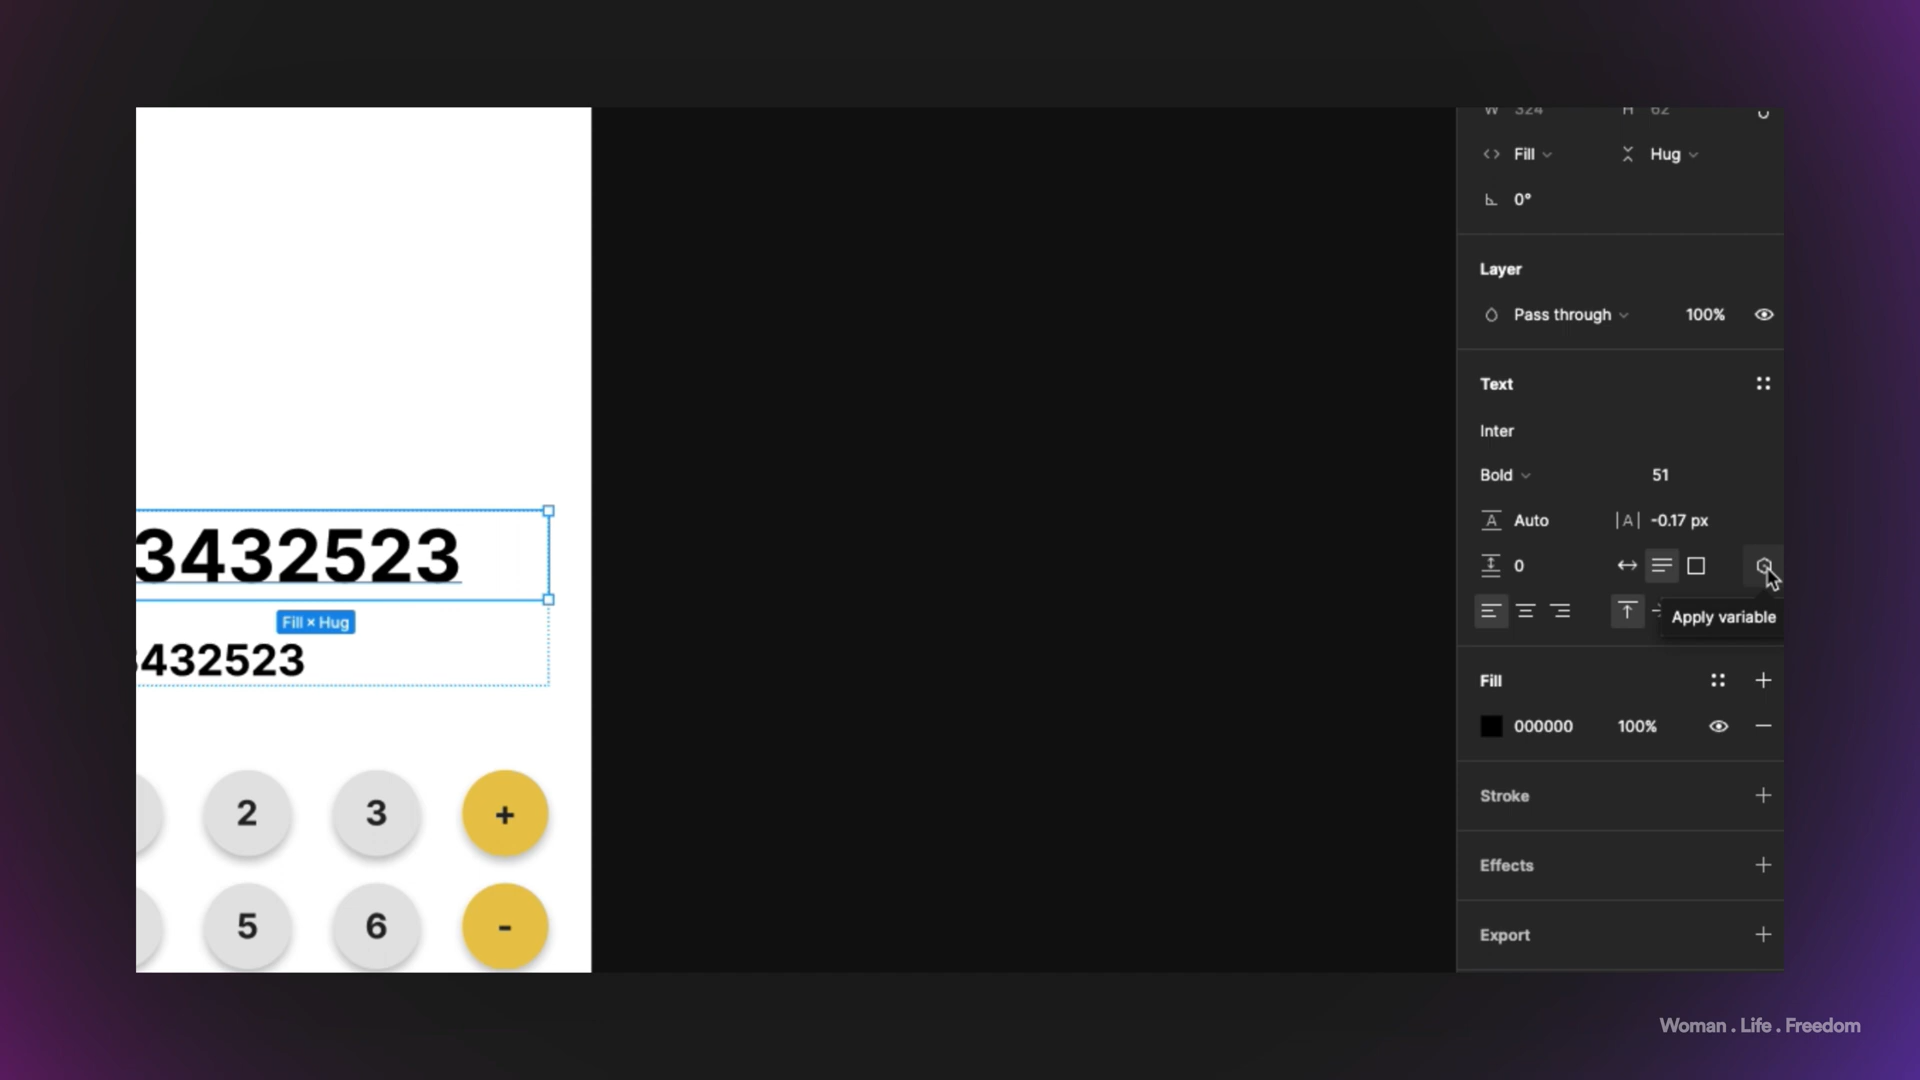 3432523
Fill × Hug
3432523
2
3
+
5
6
-
W 324 H 62
Fill Hug
0°
Layer
Pass through 100%
Text
Inter
Bold 51
Auto -0.17 px
0
Apply variable
Fill
000000 100%
Stroke
Effects
Export
Woman . Life . Freedom